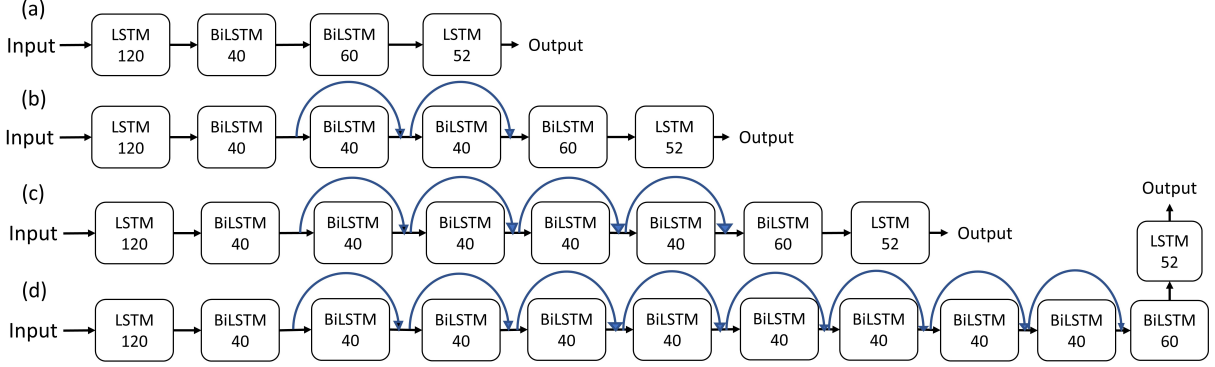 (a)
Input LSTM 120 BiLSTM 40 BiLSTM 60 LSTM 52 Output
(b)
Input LSTM 120 BiLSTM 40 BiLSTM 40 BiLSTM 40 BiLSTM 60 LSTM 52 Output
(c)
Input LSTM 120 BiLSTM 40 BiLSTM 40 BiLSTM 40 BiLSTM 40 BiLSTM 40 BiLSTM 60 LSTM 52 Output
(d)
Input LSTM 120 BiLSTM 40 BiLSTM 40 BiLSTM 40 BiLSTM 40 BiLSTM 40 BiLSTM 40 BiLSTM 40 BiLSTM 40 BiLSTM 40 BiLSTM 60
LSTM 52
Output